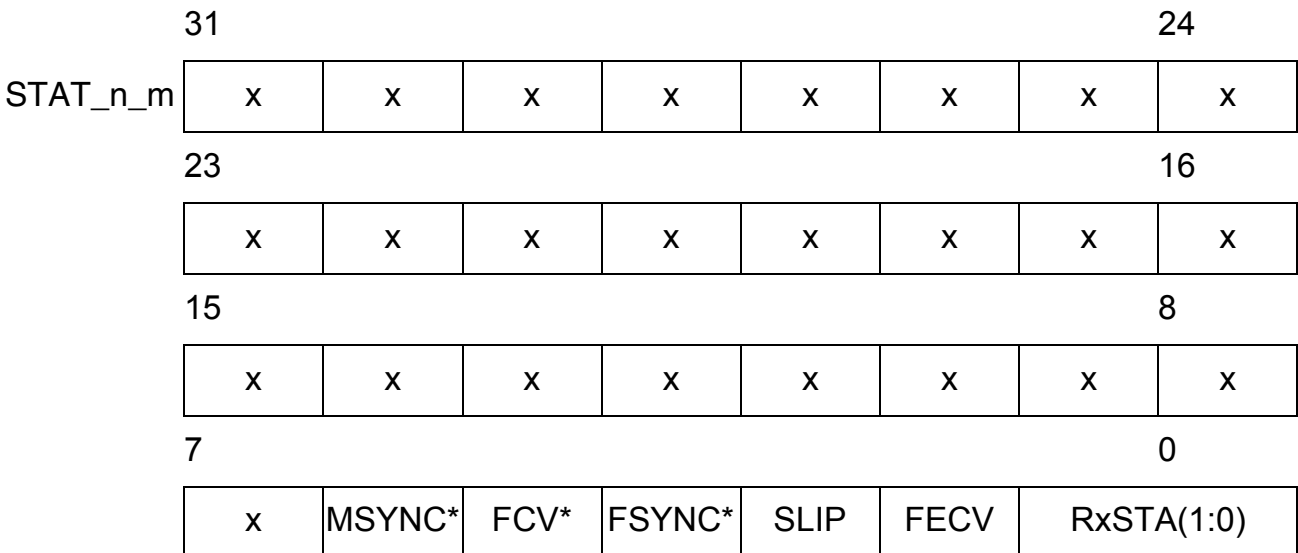 31 24
STAT_n_m x x x x x x x x
23 16
x x x x x x x x
15 8
x x x x x x x x
7 0
x MSYNC* FCV* FSYNC* SLIP FECV RxSTA(1:0)